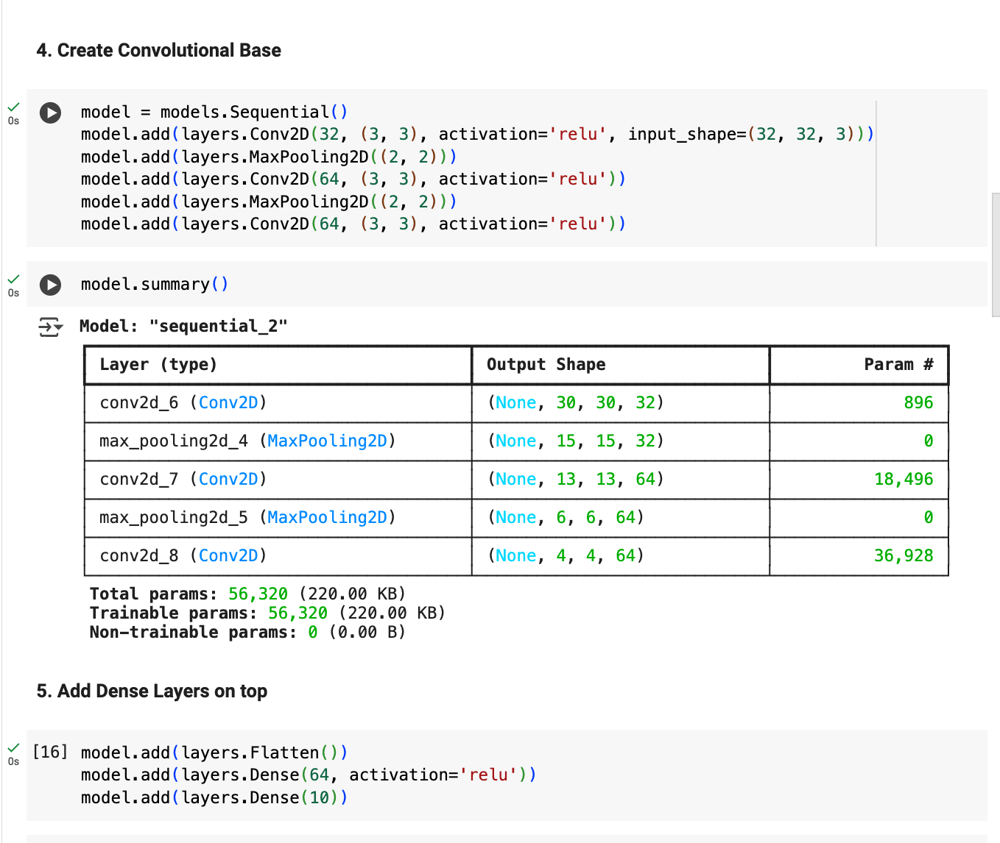 4. Create Convolutional Base
0s
model = models.Sequential()
model.add(layers.Conv2D(32, (3, 3), activation='relu', input_shape=(32, 32, 3)))
model.add(layers.MaxPooling2D((2, 2)))
model.add(layers.Conv2D(64, (3, 3), activation='relu'))
model.add(layers.MaxPooling2D((2, 2)))
model.add(layers.Conv2D(64, (3, 3), activation='relu'))
0s
model.summary()
Model: "sequential_2"
Layer (type) Output Shape Param #
conv2d_6 (Conv2D) (None, 30, 30, 32) 896
max_pooling2d_4 (MaxPooling2D) (None, 15, 15, 32) 0
conv2d_7 (Conv2D) (None, 13, 13, 64) 18,496
max_pooling2d_5 (MaxPooling2D) (None, 6, 6, 64) 0
conv2d_8 (Conv2D) (None, 4, 4, 64) 36,928
Total params: 56,320 (220.00 KB)
Trainable params: 56,320 (220.00 KB)
Non-trainable params: 0 (0.00 B)
5. Add Dense Layers on top
0s
[16] model.add(layers.Flatten())
model.add(layers.Dense(64, activation='relu'))
model.add(layers.Dense(10))